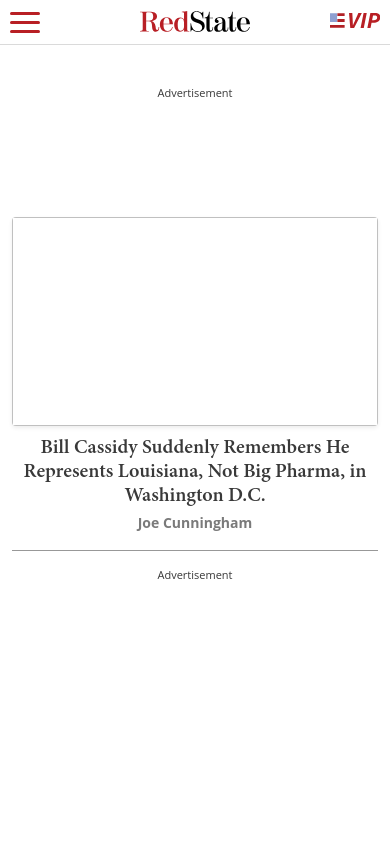 RedState
VIP
Advertisement
Bill Cassidy Suddenly Remembers He
Represents Louisiana, Not Big Pharma, in
Washington D.C.
Joe Cunningham
Advertisement